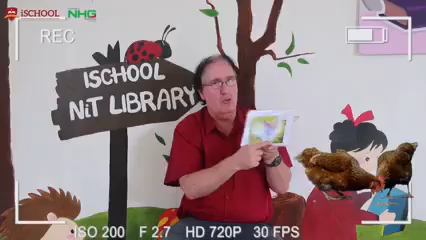 iSCHOOL NHG
REC
ISCHOOL
NiT LIBRARY
ISO 200 F 2.7 HD 720P 30 FPS